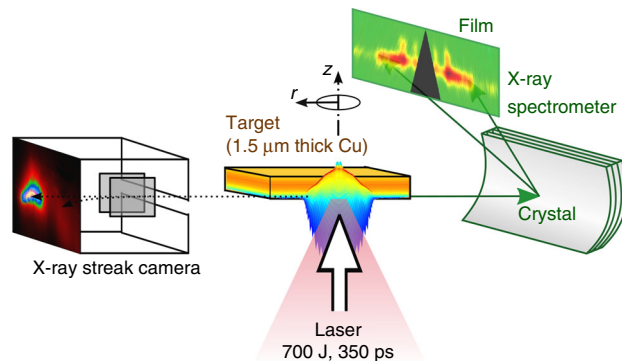 Film
X-ray
spectrometer
z
r
Target
(1.5 μm thick Cu)
Crystal
X-ray streak camera
Laser
700 J, 350 ps